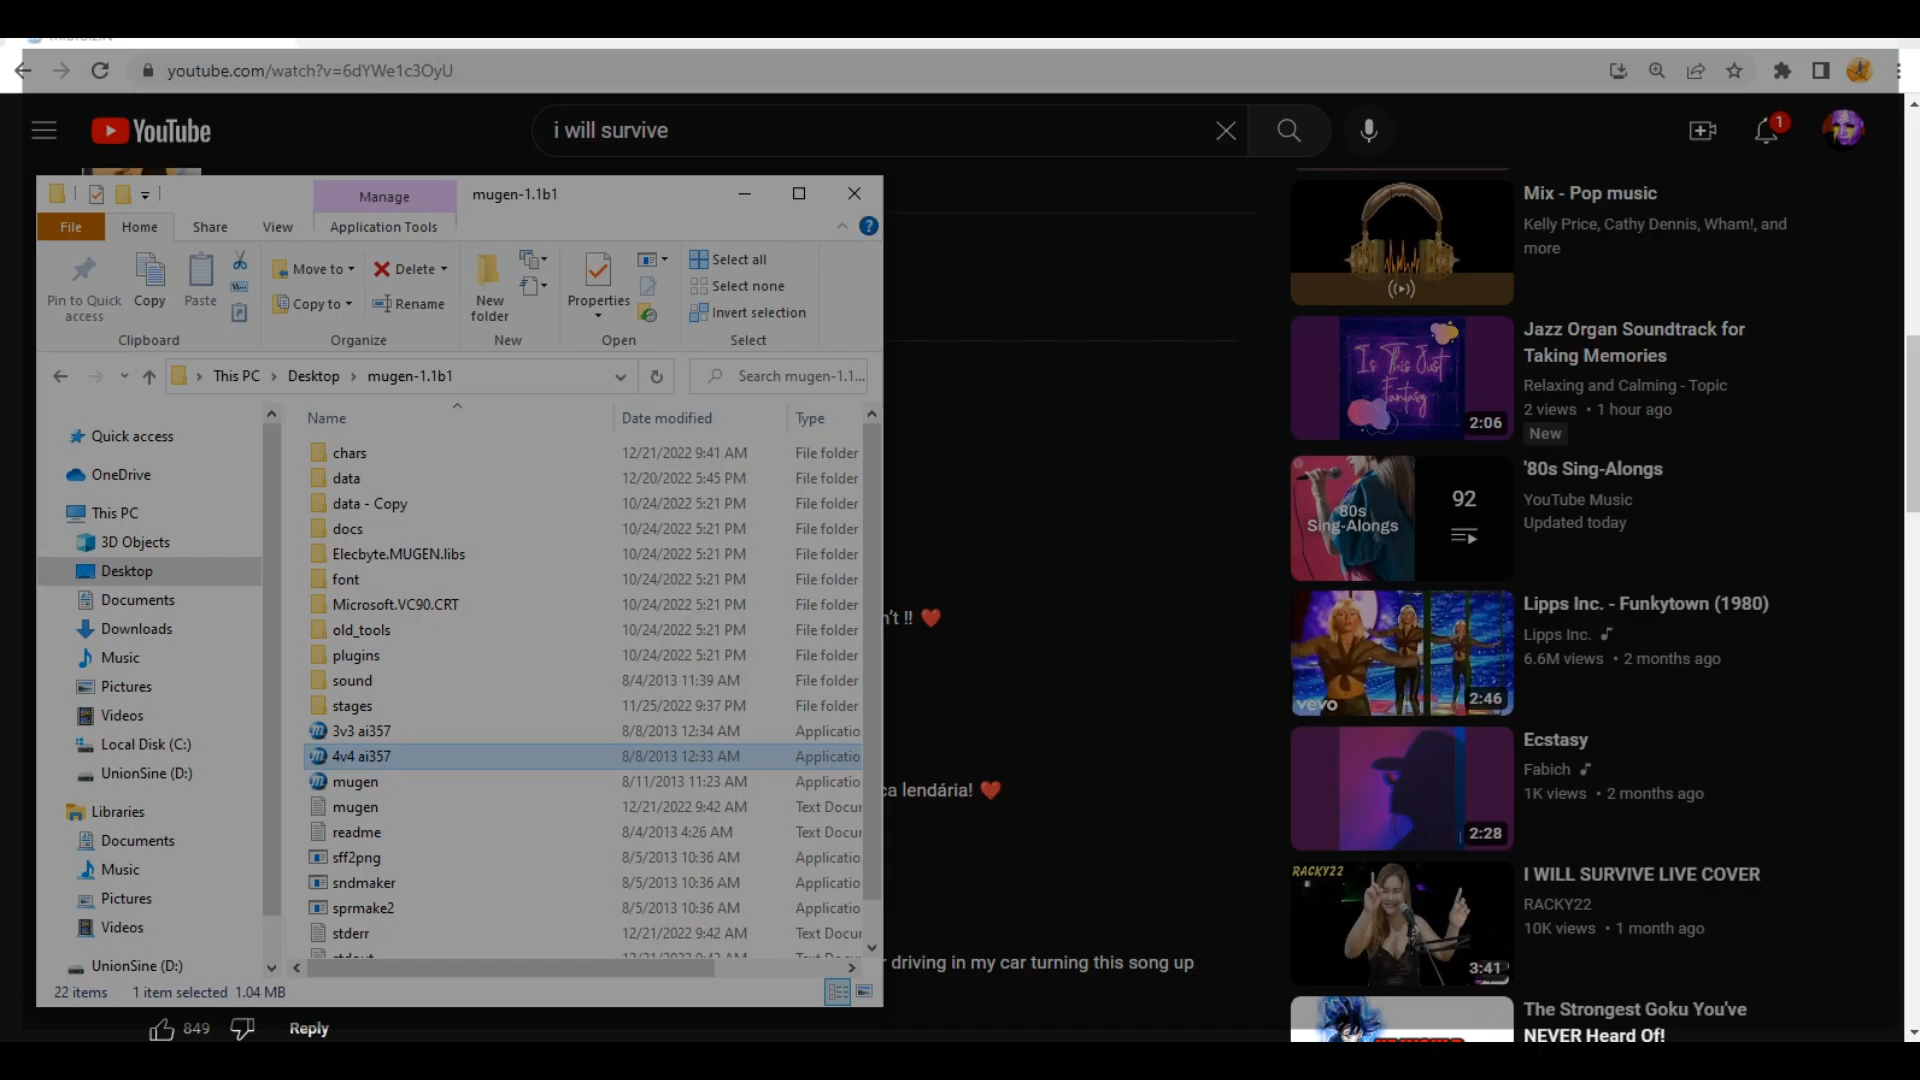 youtube.com/watch?v=6dYWe1c3OyU
YouTube
i will survive
1
Manage
mugen-1.1b1
File
Home
Share
View
Application Tools
Pin to Quick access
Copy
Paste
Move to
Copy to
Delete
Rename
New folder
Properties
Select all
Select none
Invert selection
Clipboard
Organize
New
Open
Select
This PC > Desktop > mugen-1.1b1
Search mugen-1.1...
Name
Date modified
Type
Quick access
OneDrive
This PC
3D Objects
Desktop
Documents
Downloads
Music
Pictures
Videos
Local Disk (C:)
UnionSine (D:)
Libraries
Documents
Music
Pictures
Videos
UnionSine (D:)
chars 12/21/2022 9:41 AM File folder
data 12/20/2022 5:45 PM File folder
data - Copy 10/24/2022 5:21 PM File folder
docs 10/24/2022 5:21 PM File folder
Elecbyte.MUGEN.libs 10/24/2022 5:21 PM File folder
font 10/24/2022 5:21 PM File folder
Microsoft.VC90.CRT 10/24/2022 5:21 PM File folder
old_tools 10/24/2022 5:21 PM File folder
plugins 10/24/2022 5:21 PM File folder
sound 8/4/2013 11:39 AM File folder
stages 11/25/2022 9:37 PM File folder
3v3 ai357 8/8/2013 12:34 AM Applicatio
4v4 ai357 8/8/2013 12:33 AM Applicatio
mugen 8/11/2013 11:23 AM Applicatio
mugen 12/21/2022 9:42 AM Text Docur
readme 8/4/2013 4:26 AM Text Docur
sff2png 8/5/2013 10:36 AM Applicatio
sndmaker 8/5/2013 10:36 AM Applicatio
sprmake2 8/5/2013 10:36 AM Applicatio
stderr 12/21/2022 9:42 AM Text Docur
22 items 1 item selected 1.04 MB
n't !! ❤️
ca lendária! ❤️
driving in my car turning this song up
849
Reply
Mix - Pop music
Kelly Price, Cathy Dennis, Wham!, and
more
Is This Just
Fantasy
2:06
Jazz Organ Soundtrack for
Taking Memories
Relaxing and Calming - Topic
2 views • 1 hour ago
New
80s
Sing-Alongs
92
'80s Sing-Alongs
YouTube Music
Updated today
vevo
2:46
Lipps Inc. - Funkytown (1980)
Lipps Inc.
6.6M views • 2 months ago
2:28
Ecstasy
Fabich
1K views • 2 months ago
RACKY22
3:41
I WILL SURVIVE LIVE COVER
RACKY22
10K views • 1 month ago
The Strongest Goku You've
NEVER Heard Of!